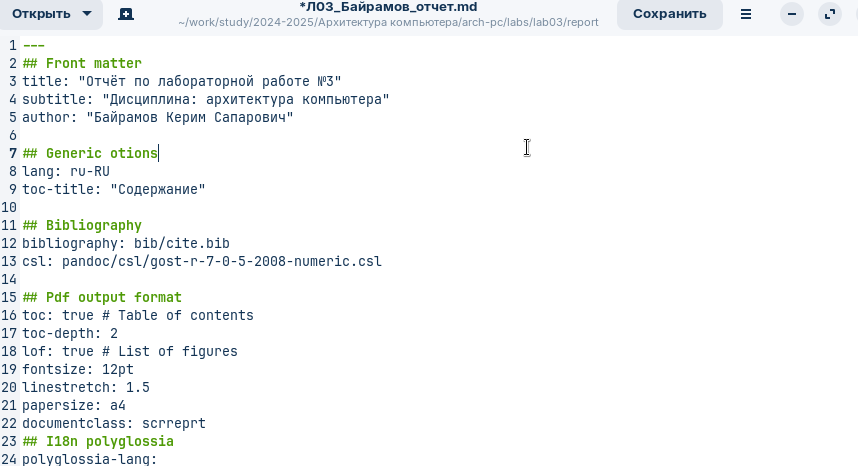 Открыть
*Л03_Байрамов_отчет.md
~/work/study/2024-2025/Архитектура компьютера/arch-pc/labs/lab03/report
Сохранить
1 ---
2 ## Front matter
3 title: "Отчёт по лабораторной работе №3"
4 subtitle: "Дисциплина: архитектура компьютера"
5 author: "Байрамов Керим Сапарович"
6
7 ## Generic otions
8 lang: ru-RU
9 toc-title: "Содержание"
10
11 ## Bibliography
12 bibliography: bib/cite.bib
13 csl: pandoc/csl/gost-r-7-0-5-2008-numeric.csl
14
15 ## Pdf output format
16 toc: true # Table of contents
17 toc-depth: 2
18 lof: true # List of figures
19 fontsize: 12pt
20 linestretch: 1.5
21 papersize: a4
22 documentclass: scrreprt
23 ## I18n polyglossia
24 polyglossia-lang: